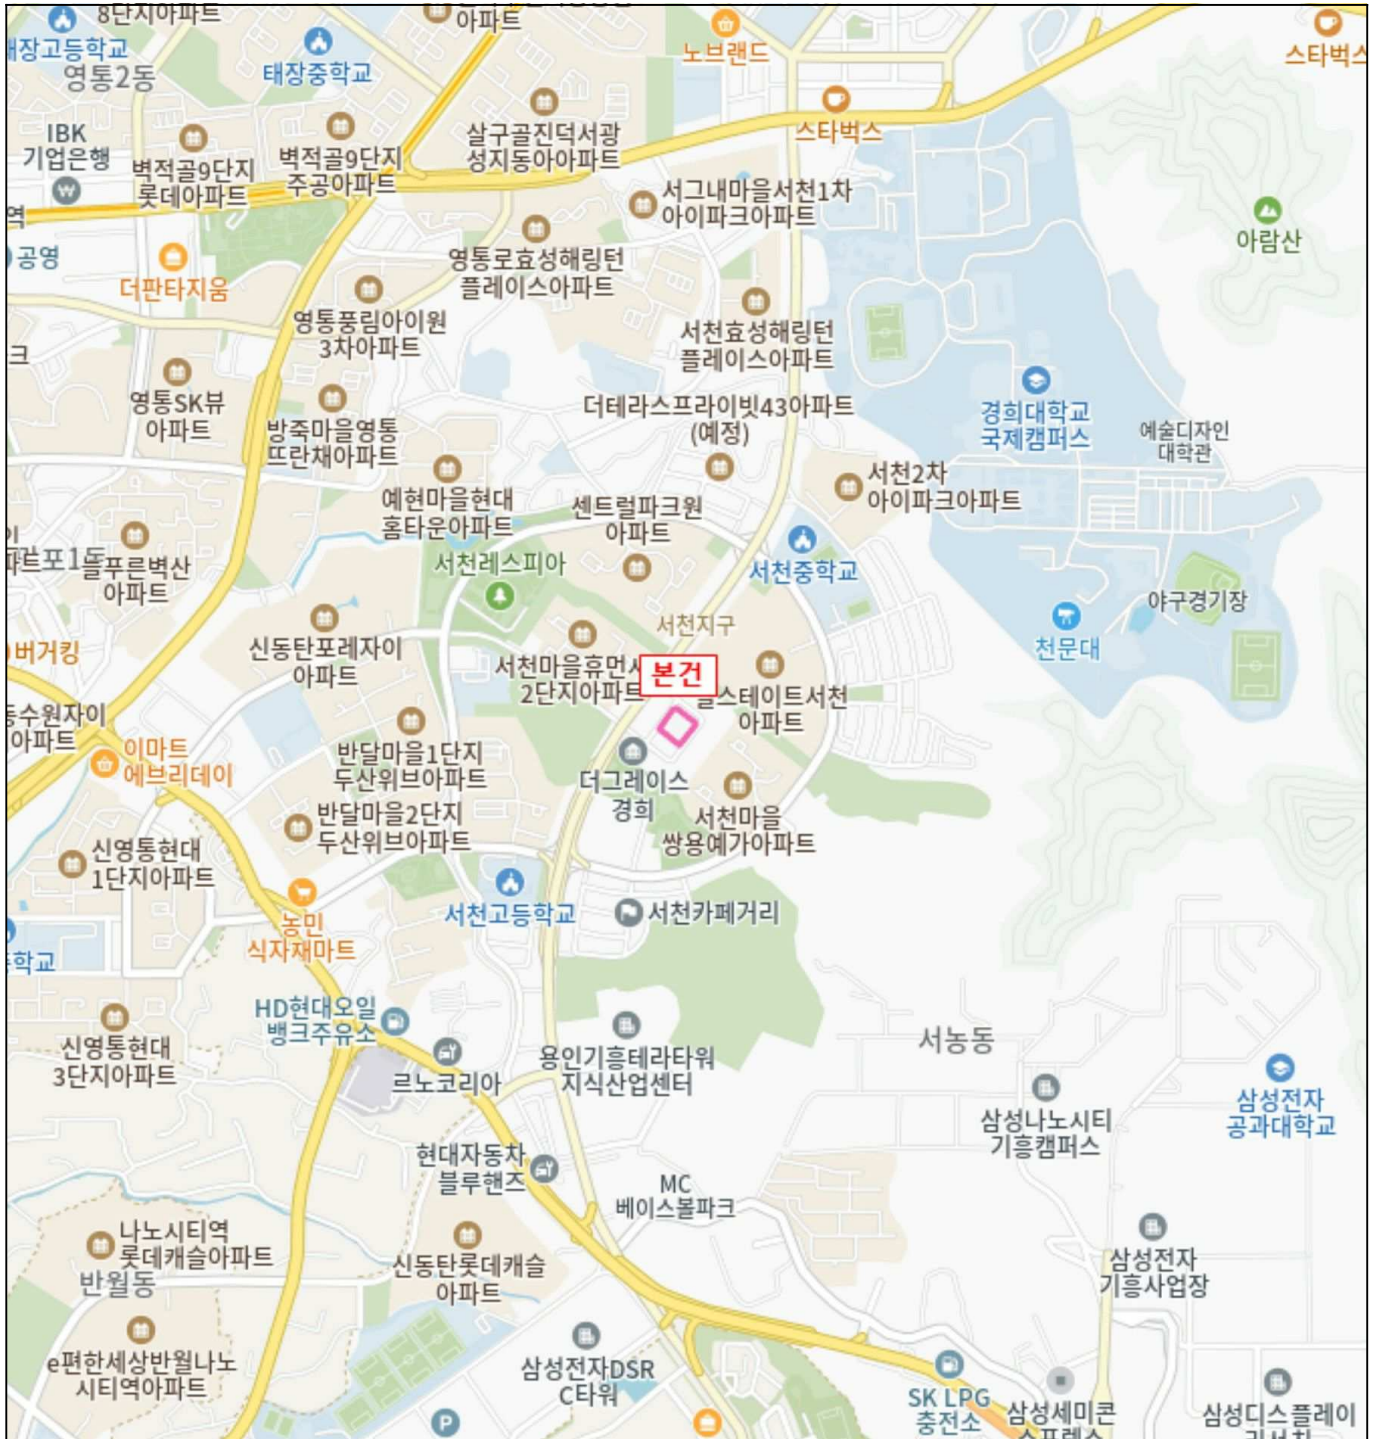 8단지아파트
아파트
태장중학교
영통2동
노브랜드
스타벅스
IBK
기업은행
벽적골9단지
롯데아파트
벽적골9단지
주공아파트
살구골진덕서광
성지동아아파트
스타벅스
서그내마을서천1차
아이파크아파트
역
공영
더판타지움
영통로효성해링턴
플레이스아파트
아람산
영통풍림아이원
3차아파트
서천효성해링턴
플레이스아파트
크
영통SK뷰
아파트
방죽마을영통
뜨란채아파트
더테라스프라이빗43아파트
(예정)
경희대학교
국제캠퍼스
예술디자인
대학관
예현마을현대
홈타운아파트
센트럴파크원
아파트
서천2차
아이파크아파트
늘푸른벽산
아파트
서천레스피아
서천중학교
야구경기장
천문대
버거킹
신동탄포레자이
아파트
서천지구
서천마을휴먼시
2단지아파트
본건
힐스테이트서천
아파트
동수원자이
아파트
이마트
에브리데이
반달마을1단지
두산위브아파트
더그레이스
경희
반달마을2단지
두산위브아파트
서천마을
쌍용예가아파트
신영통현대
1단지아파트
농민
식자재마트
서천고등학교
서천카페거리
학교
HD현대오일
뱅크주유소
신영통현대
3단지아파트
르노코리아
용인기흥테라타워
지식산업센터
서농동
삼성나노시티
기흥캠퍼스
삼성전자
공과대학교
현대자동차
블루핸즈
MC
베이스볼파크
나노시티역
롯데캐슬아파트
반월동
신동탄롯데캐슬
아파트
삼성전자
기흥사업장
e편한세상반월나노
시티역아파트
삼성전자DSR
C타워
P
SK LPG
충전소
삼성세미콘
삼성디스플레이